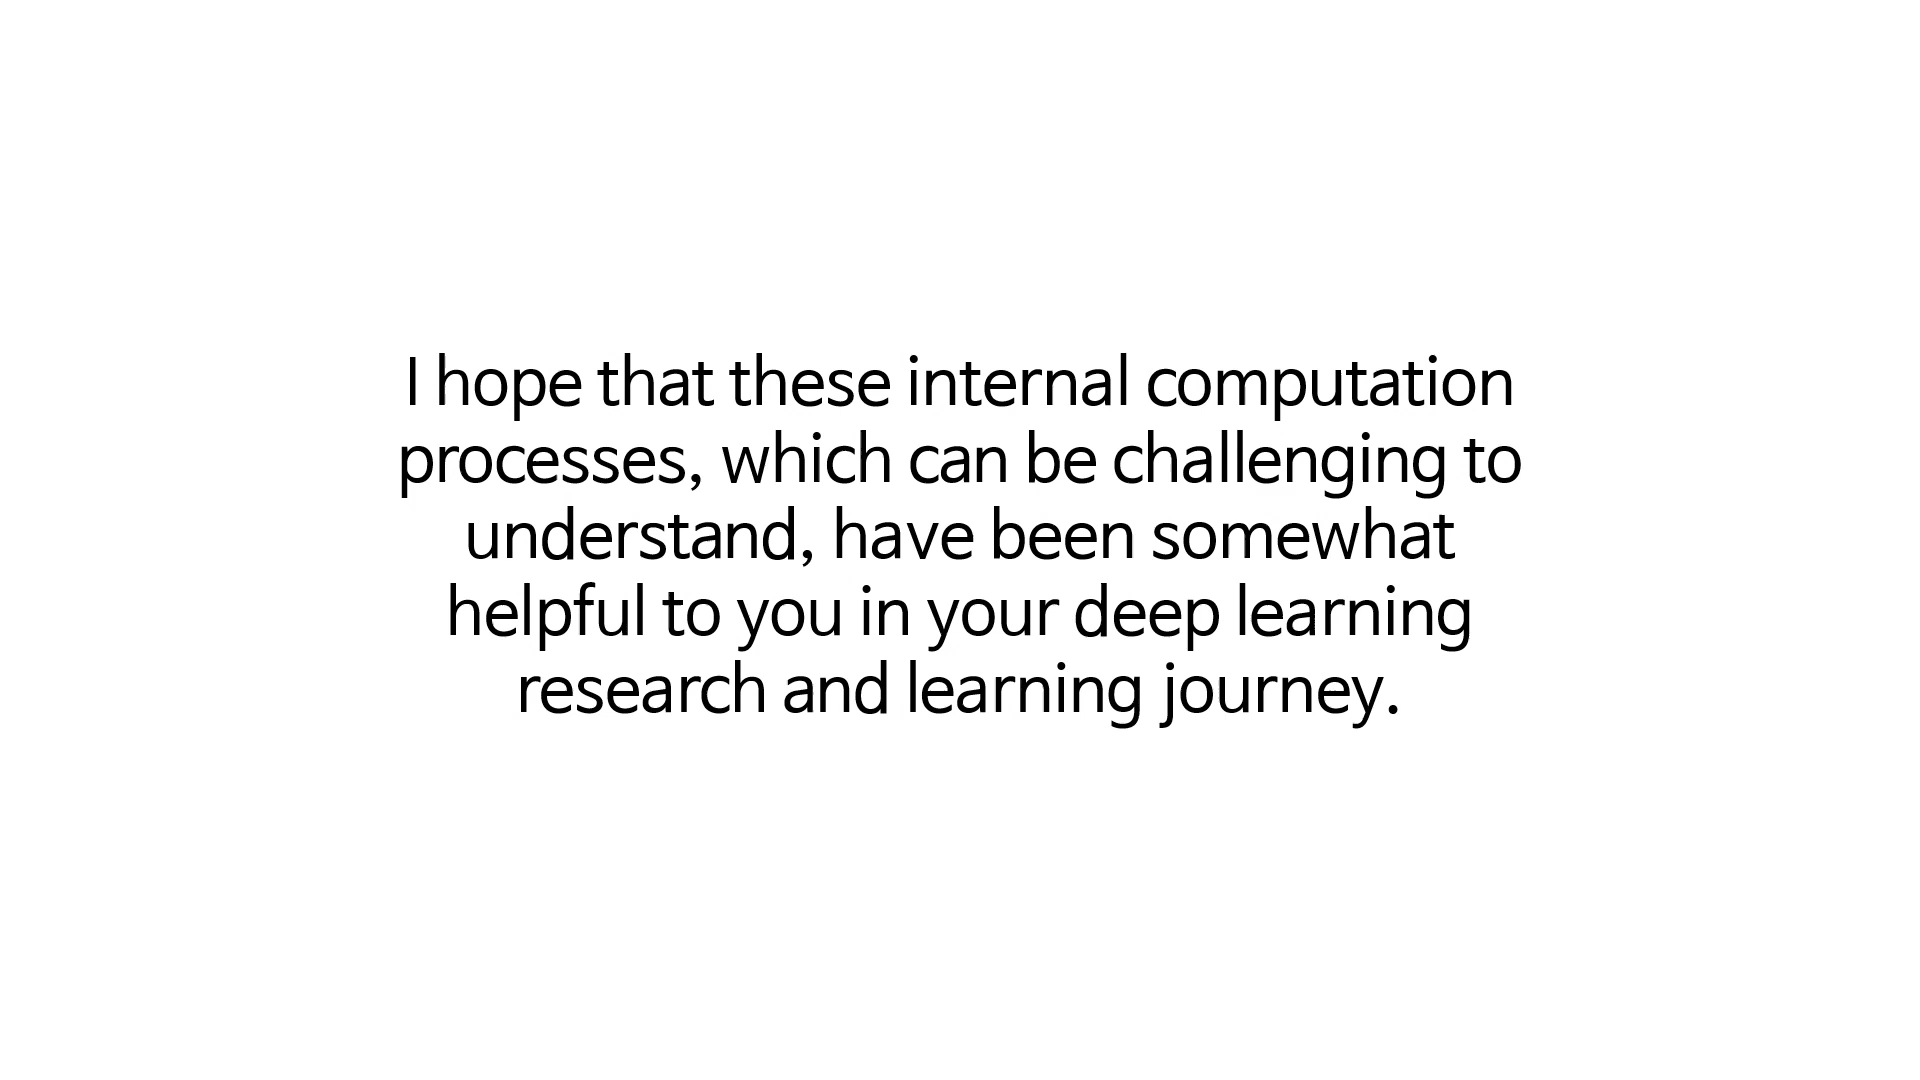 I hope that these internal computation
processes, which can be challenging to
understand, have been somewhat
helpful to you in your deep learning
research and learning journey.